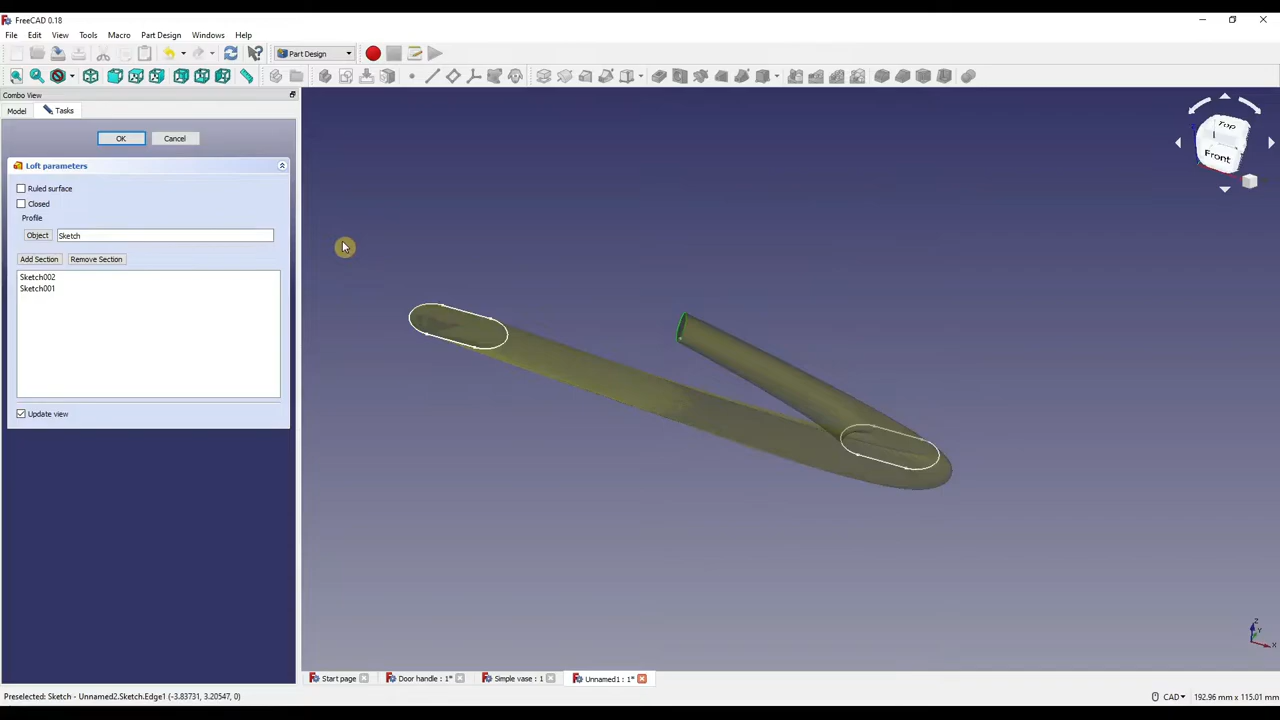 FreeCAD 0.18
File Edit View Tools Macro Part Design Windows Help
Part Design
Combo View
Model Tasks
OK Cancel
Loft parameters
Ruled surface
Closed
Profile
Object Sketch
Add Section Remove Section
Sketch002
Sketch001
Update view
Top
Front
Z
Y
X
Start page Door handle : 1* Simple vase : 1 Unnamed1 : 1*
Preselected: Sketch - Unnamed2.Sketch.Edge1 (-3.83731, 3.20547, 0) CAD 192.96 mm x 115.01 mm